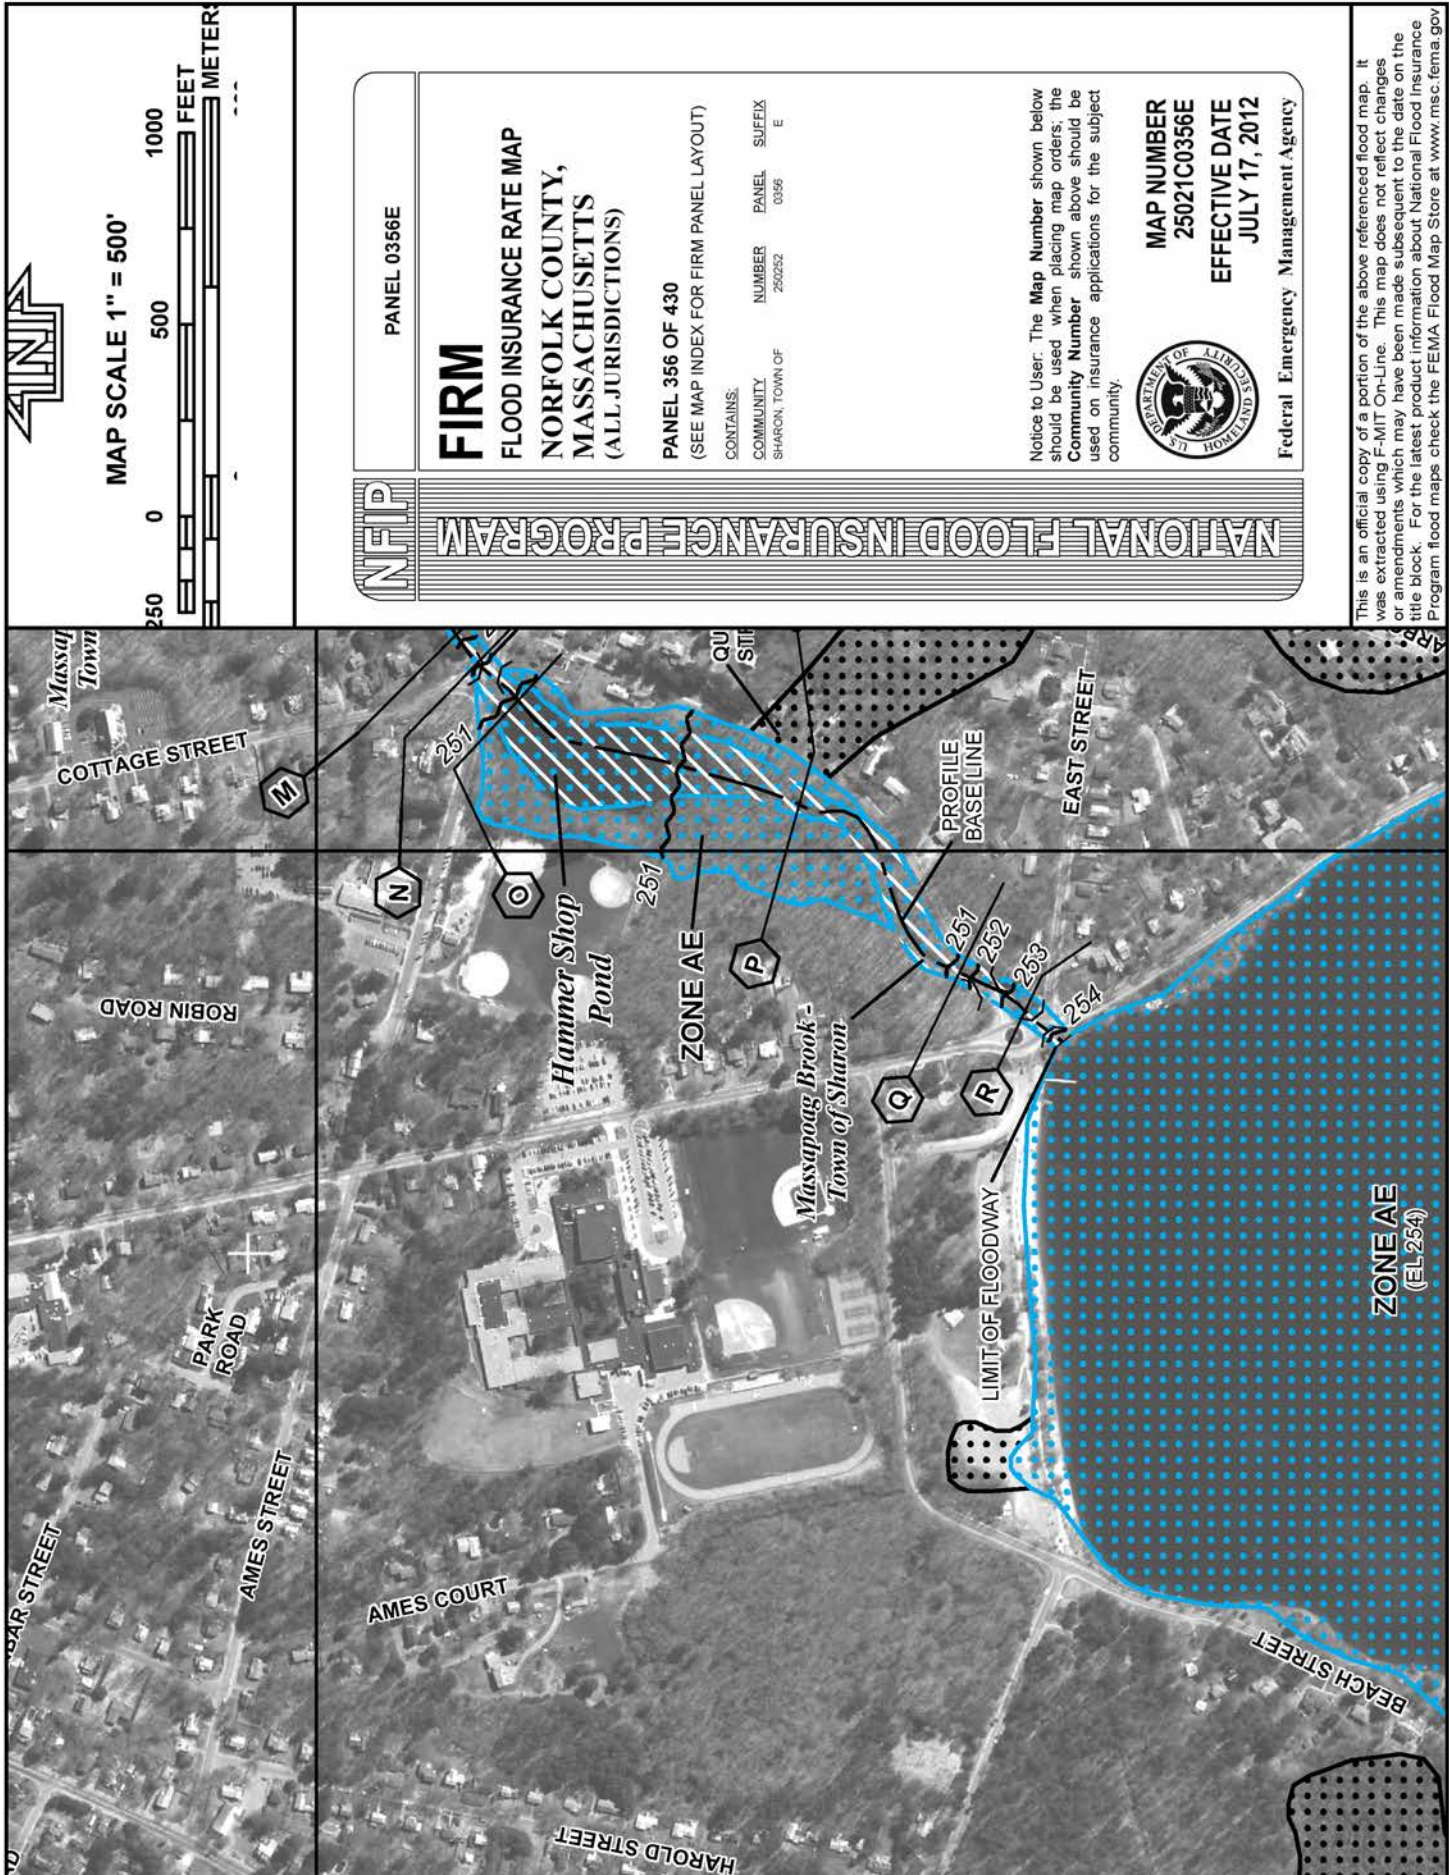 MAP SCALE 1" = 500'
250
0
500
1000
FEET
METERS
NFIP
NATIONAL FLOOD INSURANCE PROGRAM
PANEL 0356E
FIRM
FLOOD INSURANCE RATE MAP
NORFOLK COUNTY,
MASSACHUSETTS
(ALL JURISDICTIONS)
PANEL 356 OF 430
(SEE MAP INDEX FOR FIRM PANEL LAYOUT)
CONTAINS:
COMMUNITY NUMBER PANEL SUFFIX
SHARON, TOWN OF 250252 0356 E
Notice to User: The Map Number shown below
should be used when placing map orders; the
Community Number shown above should be
used on insurance applications for the subject
community.
U.S. DEPARTMENT OF HOMELAND SECURITY
MAP NUMBER
25021C0356E
EFFECTIVE DATE
JULY 17, 2012
Federal Emergency Management Agency
This is an official copy of a portion of the above referenced flood map. It
was extracted using F-MIT On-Line. This map does not reflect changes
or amendments which may have been made subsequent to the date on the
title block. For the latest product information about National Flood Insurance
Program flood maps check the FEMA Flood Map Store at www.msc.fema.gov
Massap
Town
COTTAGE STREET
M
N
O
251
Hammer Shop
Pond
251
ZONE AE
P
QU
STR
PROFILE
BASE LINE
EAST STREET
ROBIN ROAD
Massapoag Brook -
Town of Sharon
Q
R
251
252
253
254
LIMIT OF FLOODWAY
ZONE AE
(EL 254)
PARK
ROAD
BAR STREET
AMES STREET
AMES COURT
BEACH STREET
HAROLD STREET